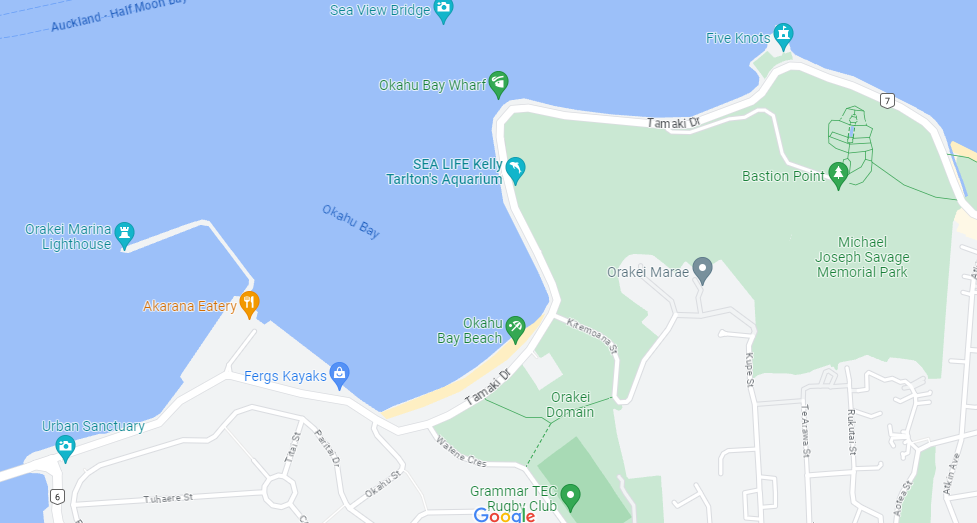 Auckland - Half Moon Bay
Sea View Bridge
Five Knots
Okahu Bay Wharf
7
Tamaki Dr
SEA LIFE Kelly
Tarlton's Aquarium
Bastion Point
Okahu Bay
Orakei Marina
Lighthouse
Michael
Joseph Savage
Memorial Park
Orakei Marae
Akarana Eatery
Okahu
Bay Beach
Kitemoana St
Kupe St
Fergs Kayaks
Tamaki Dr
Orakei
Domain
Te Arawa St
Rukutai St
Urban Sanctuary
Watene Cres
Paritai Dr
Okahu St
Atkin Ave
Aotea St
6
Tuhaere St
Grammar TEC
Rugby Club
Google